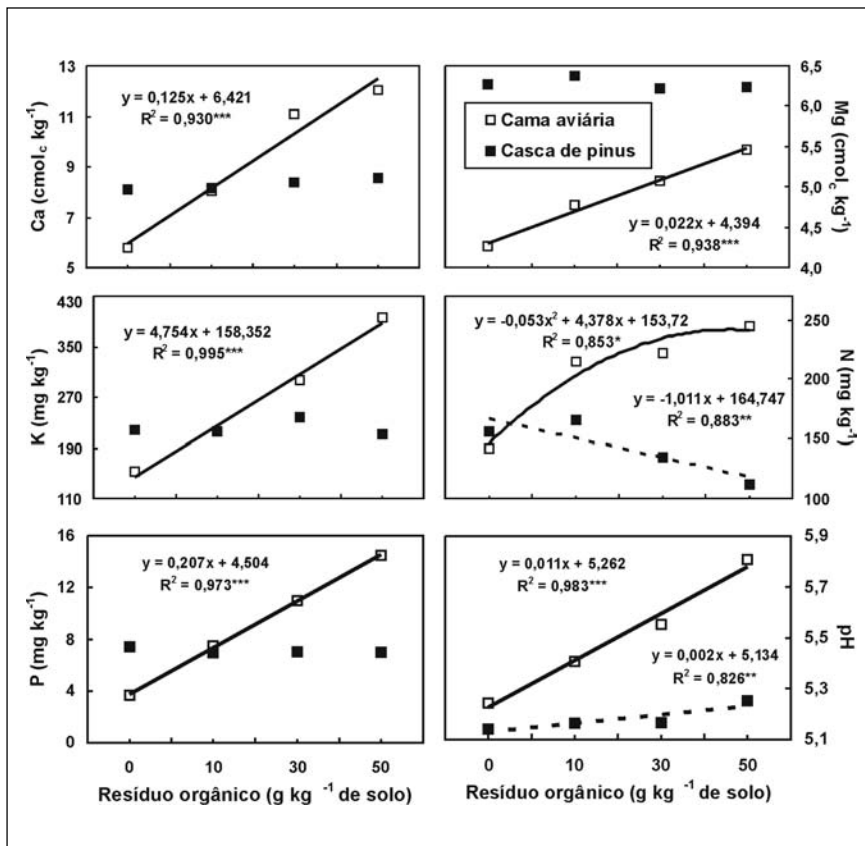 13
11
9
7
5
Ca (cmolc kg-1)
y = 0,125x + 6,421
R2 = 0,930***
Cama aviária
Casca de pinus
y = 0,022x + 4,394
R2 = 0,938***
6,5
6,0
5,5
5,0
4,5
4,0
Mg (cmolc kg-1)
430
350
270
190
110
K (mg kg-1)
y = 4,754x + 158,352
R2 = 0,995***
y = -0,053x2 + 4,378x + 153,72
R2 = 0,853*
y = -1,011x + 164,747
R2 = 0,883**
250
200
150
100
N (mg kg-1)
16
12
8
4
0
P (mg kg-1)
y = 0,207x + 4,504
R2 = 0,973***
y = 0,011x + 5,262
R2 = 0,983***
y = 0,002x + 5,134
R2 = 0,826**
5,9
5,7
5,5
5,3
5,1
pH
0 10 30 50
0 10 30 50
Resíduo orgânico (g kg -1 de solo)
Resíduo orgânico (g kg -1 de solo)